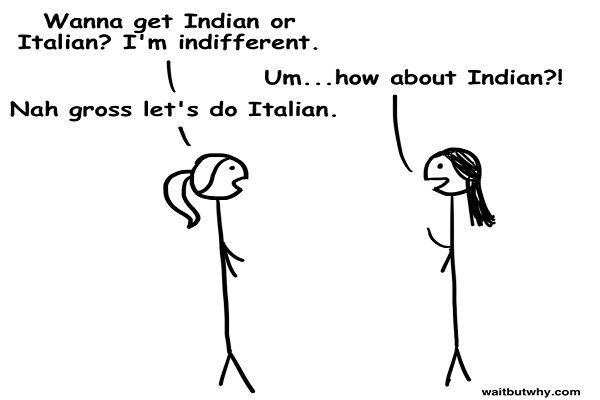 Wanna get Indian or
Italian? I'm indifferent.
Um...how about Indian?!
Nah gross let's do Italian.
waitbutwhy.com